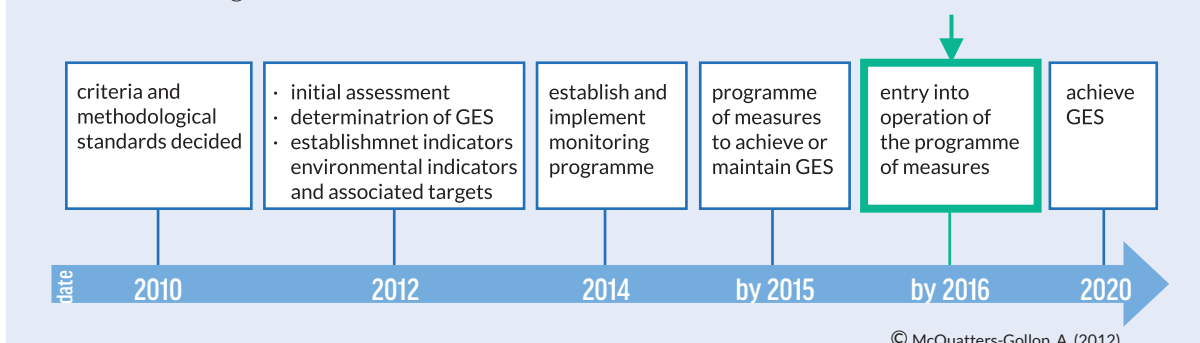 criteria and
methodological
standards decided
· initial assessment
· determinatrion of GES
· establishmnet indicators
environmental indicators
and associated targets
establish and
implement
monitoring
programme
programme
of measures
to achieve or
maintain GES
entry into
operation of
the programme
of measures
achieve
GES
date
2010
2012
2014
by 2015
by 2016
2020
© McQuatters-Gollop, A. (2012)